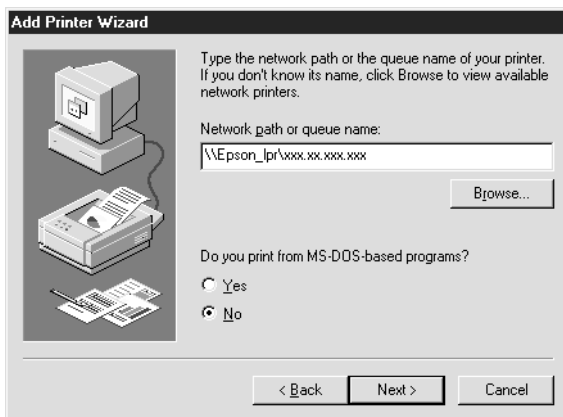 Add Printer Wizard
Type the network path or the queue name of your printer.
If you don't know its name, click Browse to view available
network printers.
Network path or queue name:
\\Epson_lpr\xxx.xx.xxx.xxx
Browse...
Do you print from MS-DOS-based programs?
Yes
No
< Back
Next >
Cancel